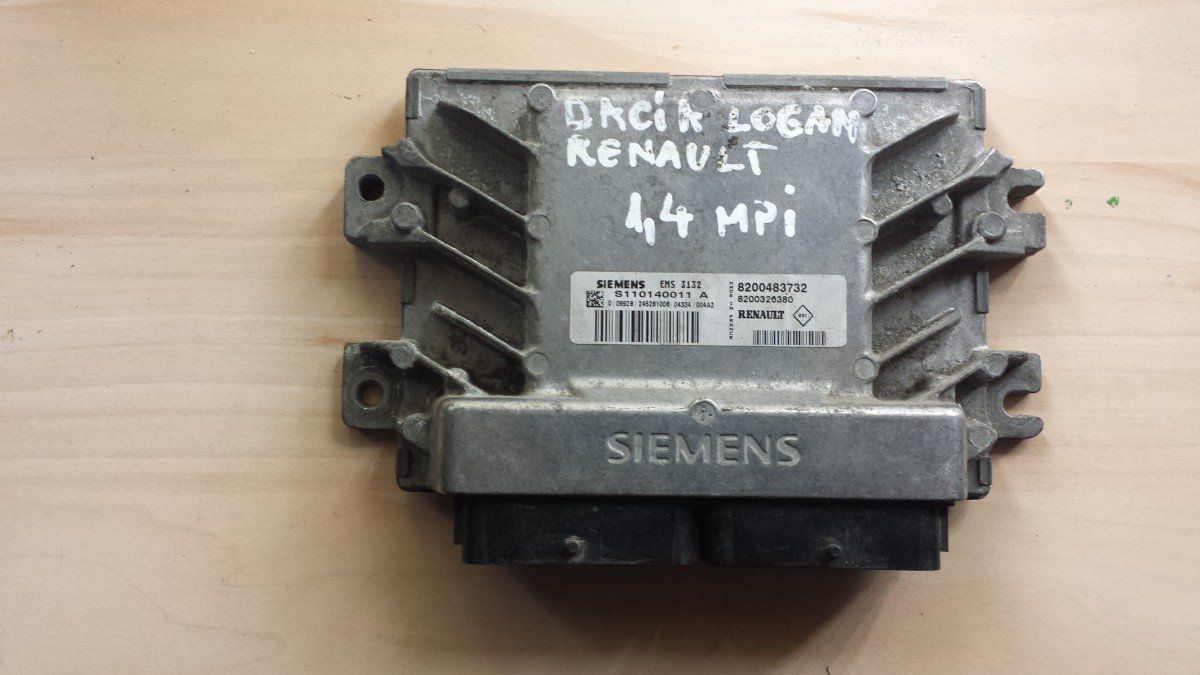 DACiA LOGAN
RENAULT
1,4 MPi
SIEMENS EMS 3132
S110140011 A
8200483732
8200326380
RENAULT
SIEMENS